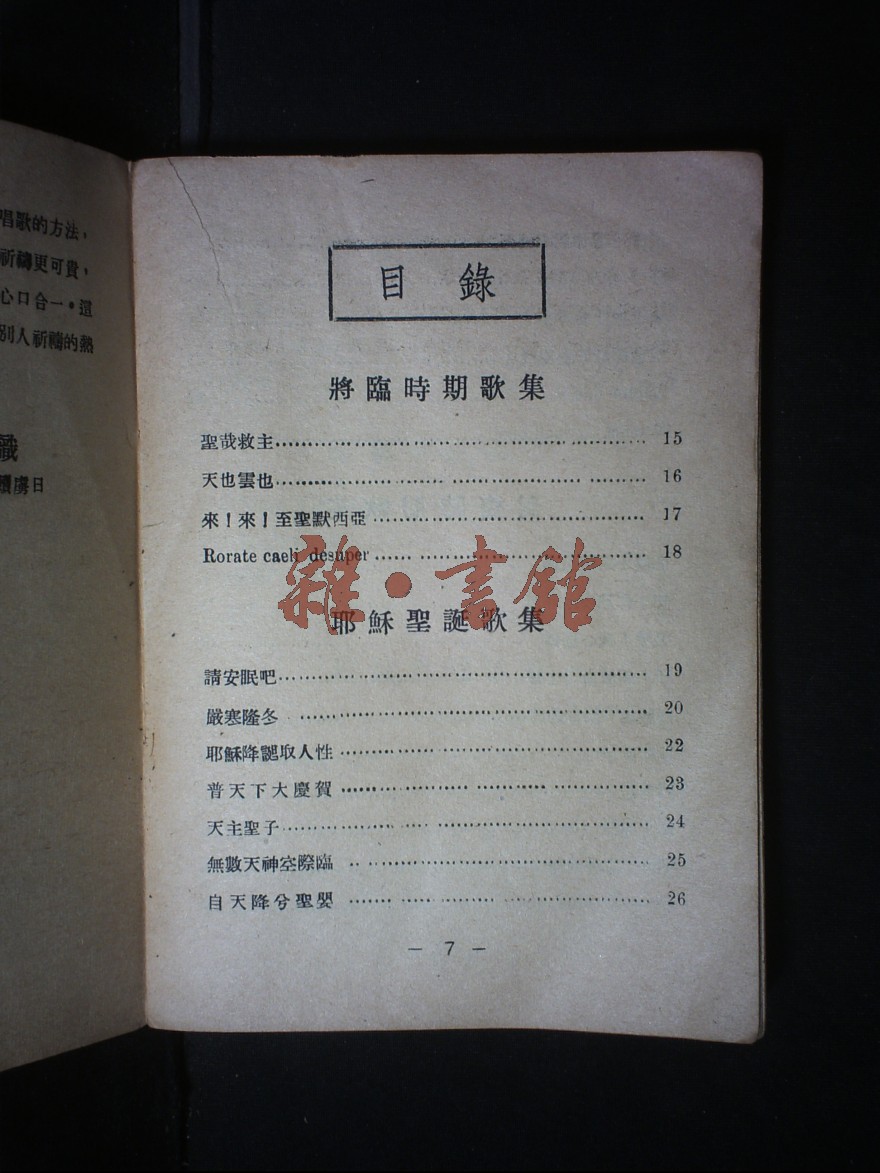 唱歌的方法，
祈禱更可貴，
心口合一。這
別人祈禱的熱
識
贖虜日
目錄
將臨時期歌集
聖哉救主 15
天也雲也 16
來！來！至聖默西亞 17
Rorate caeli desuper 18
雜·書館
耶穌聖誕歌集
請安眠吧 19
嚴寒隆冬 20
耶穌降誕取人性 22
普天下大慶賀 23
天主聖子 24
無數天神空際臨 25
自天降兮聖嬰 26
— 7 —